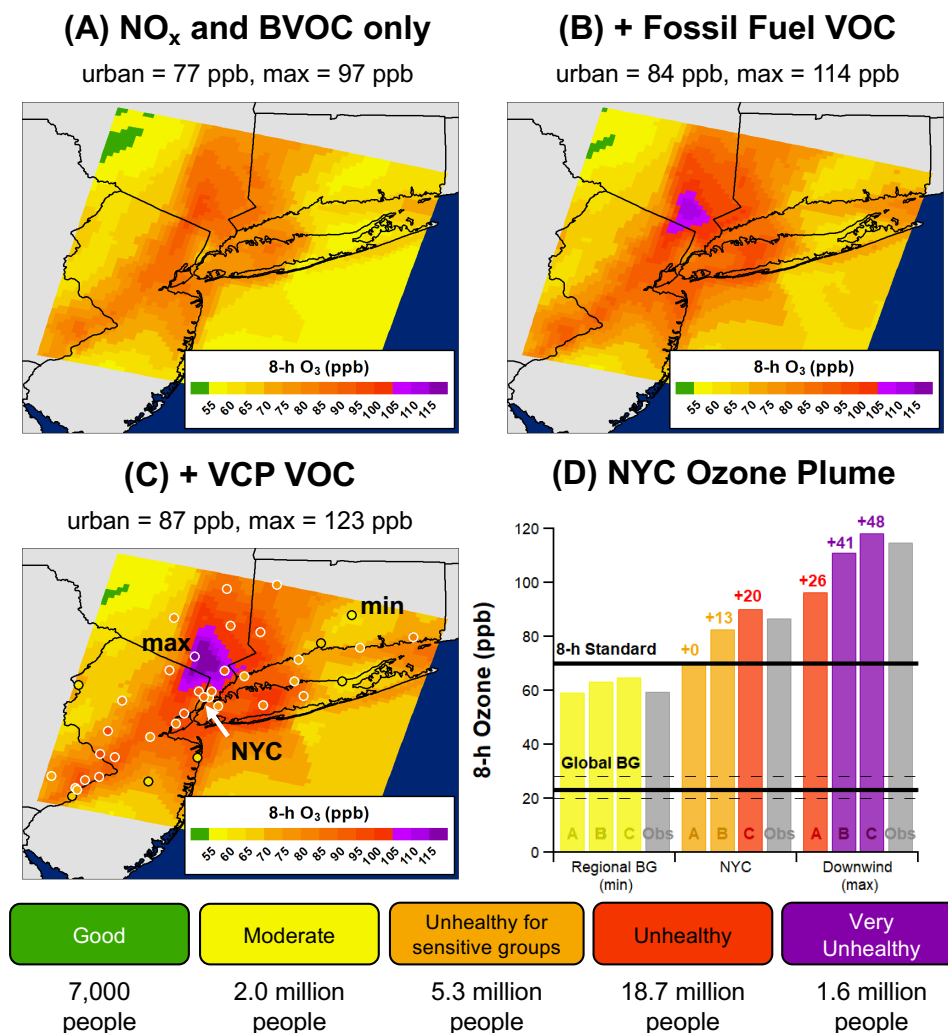 (A) NOx and BVOC only
urban = 77 ppb, max = 97 ppb
8-h O3 (ppb)
55 60 65 70 75 80 85 90 95 100 105 110 115
(B) + Fossil Fuel VOC
urban = 84 ppb, max = 114 ppb
8-h O3 (ppb)
55 60 65 70 75 80 85 90 95 100 105 110 115
(C) + VCP VOC
urban = 87 ppb, max = 123 ppb
min
max
NYC
8-h O3 (ppb)
55 60 65 70 75 80 85 90 95 100 105 110 115
(D) NYC Ozone Plume
8-h Ozone (ppb)
120
100
80
60
40
20
0
+48
+41
+26
+20
+13
+0
8-h Standard
Global BG
A B C Obs A B C Obs A B C Obs
Regional BG (min)
NYC
Downwind (max)
Good
Moderate
Unhealthy for
sensitive groups
Unhealthy
Very
Unhealthy
7,000
people
2.0 million
people
5.3 million
people
18.7 million
people
1.6 million
people